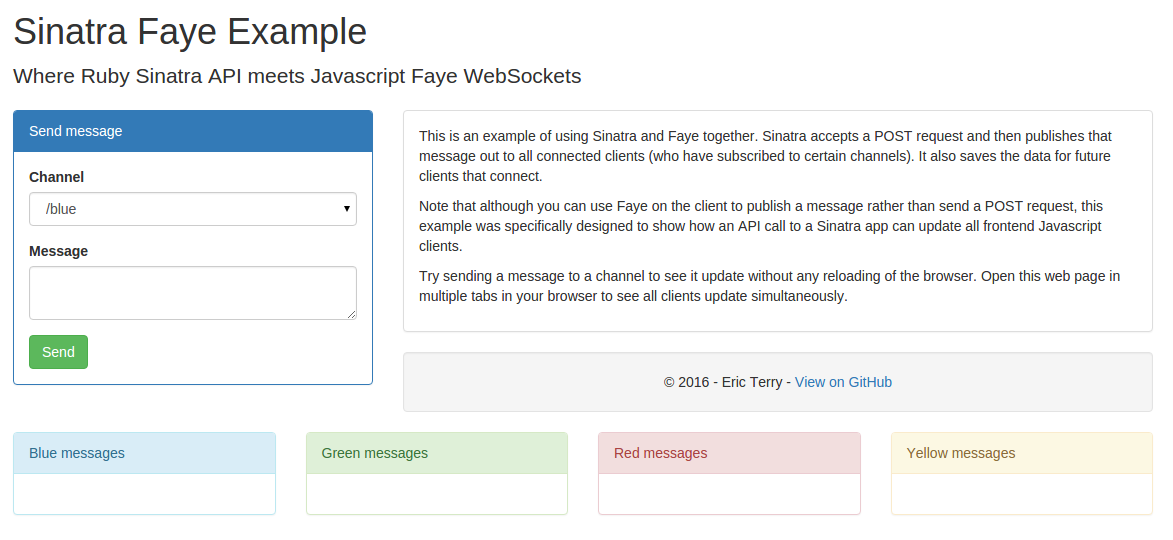 Sinatra Faye Example
Where Ruby Sinatra API meets Javascript Faye WebSockets
Send message
Channel
/blue
Message
Send
This is an example of using Sinatra and Faye together. Sinatra accepts a POST request and then publishes that
message out to all connected clients (who have subscribed to certain channels). It also saves the data for future
clients that connect.
Note that although you can use Faye on the client to publish a message rather than send a POST request, this
example was specifically designed to show how an API call to a Sinatra app can update all frontend Javascript
clients.
Try sending a message to a channel to see it update without any reloading of the browser. Open this web page in
multiple tabs in your browser to see all clients update simultaneously.
© 2016 - Eric Terry - View on GitHub
Blue messages
Green messages
Red messages
Yellow messages